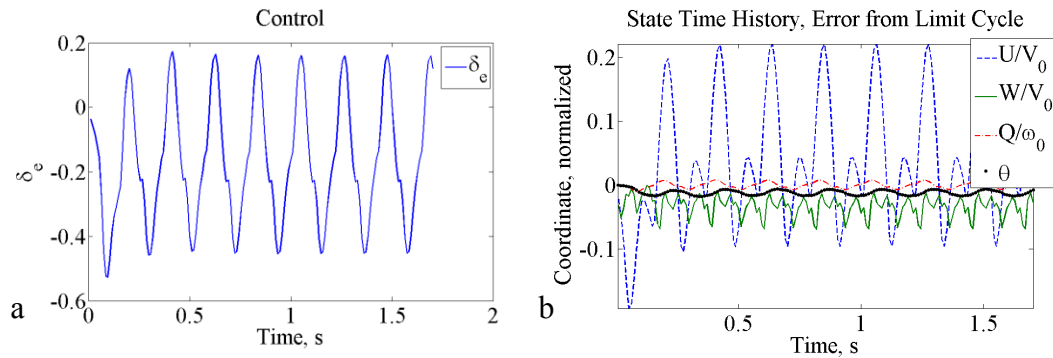 Control
δe
0.2
0
-0.2
-0.4
-0.6
δe
0
0.5
1
1.5
2
Time, s
a
State Time History, Error from Limit Cycle
U/V0
W/V0
Q/ω0
θ
0.2
0.1
0
-0.1
Coordinate, normalized
0.5
1
1.5
Time, s
b